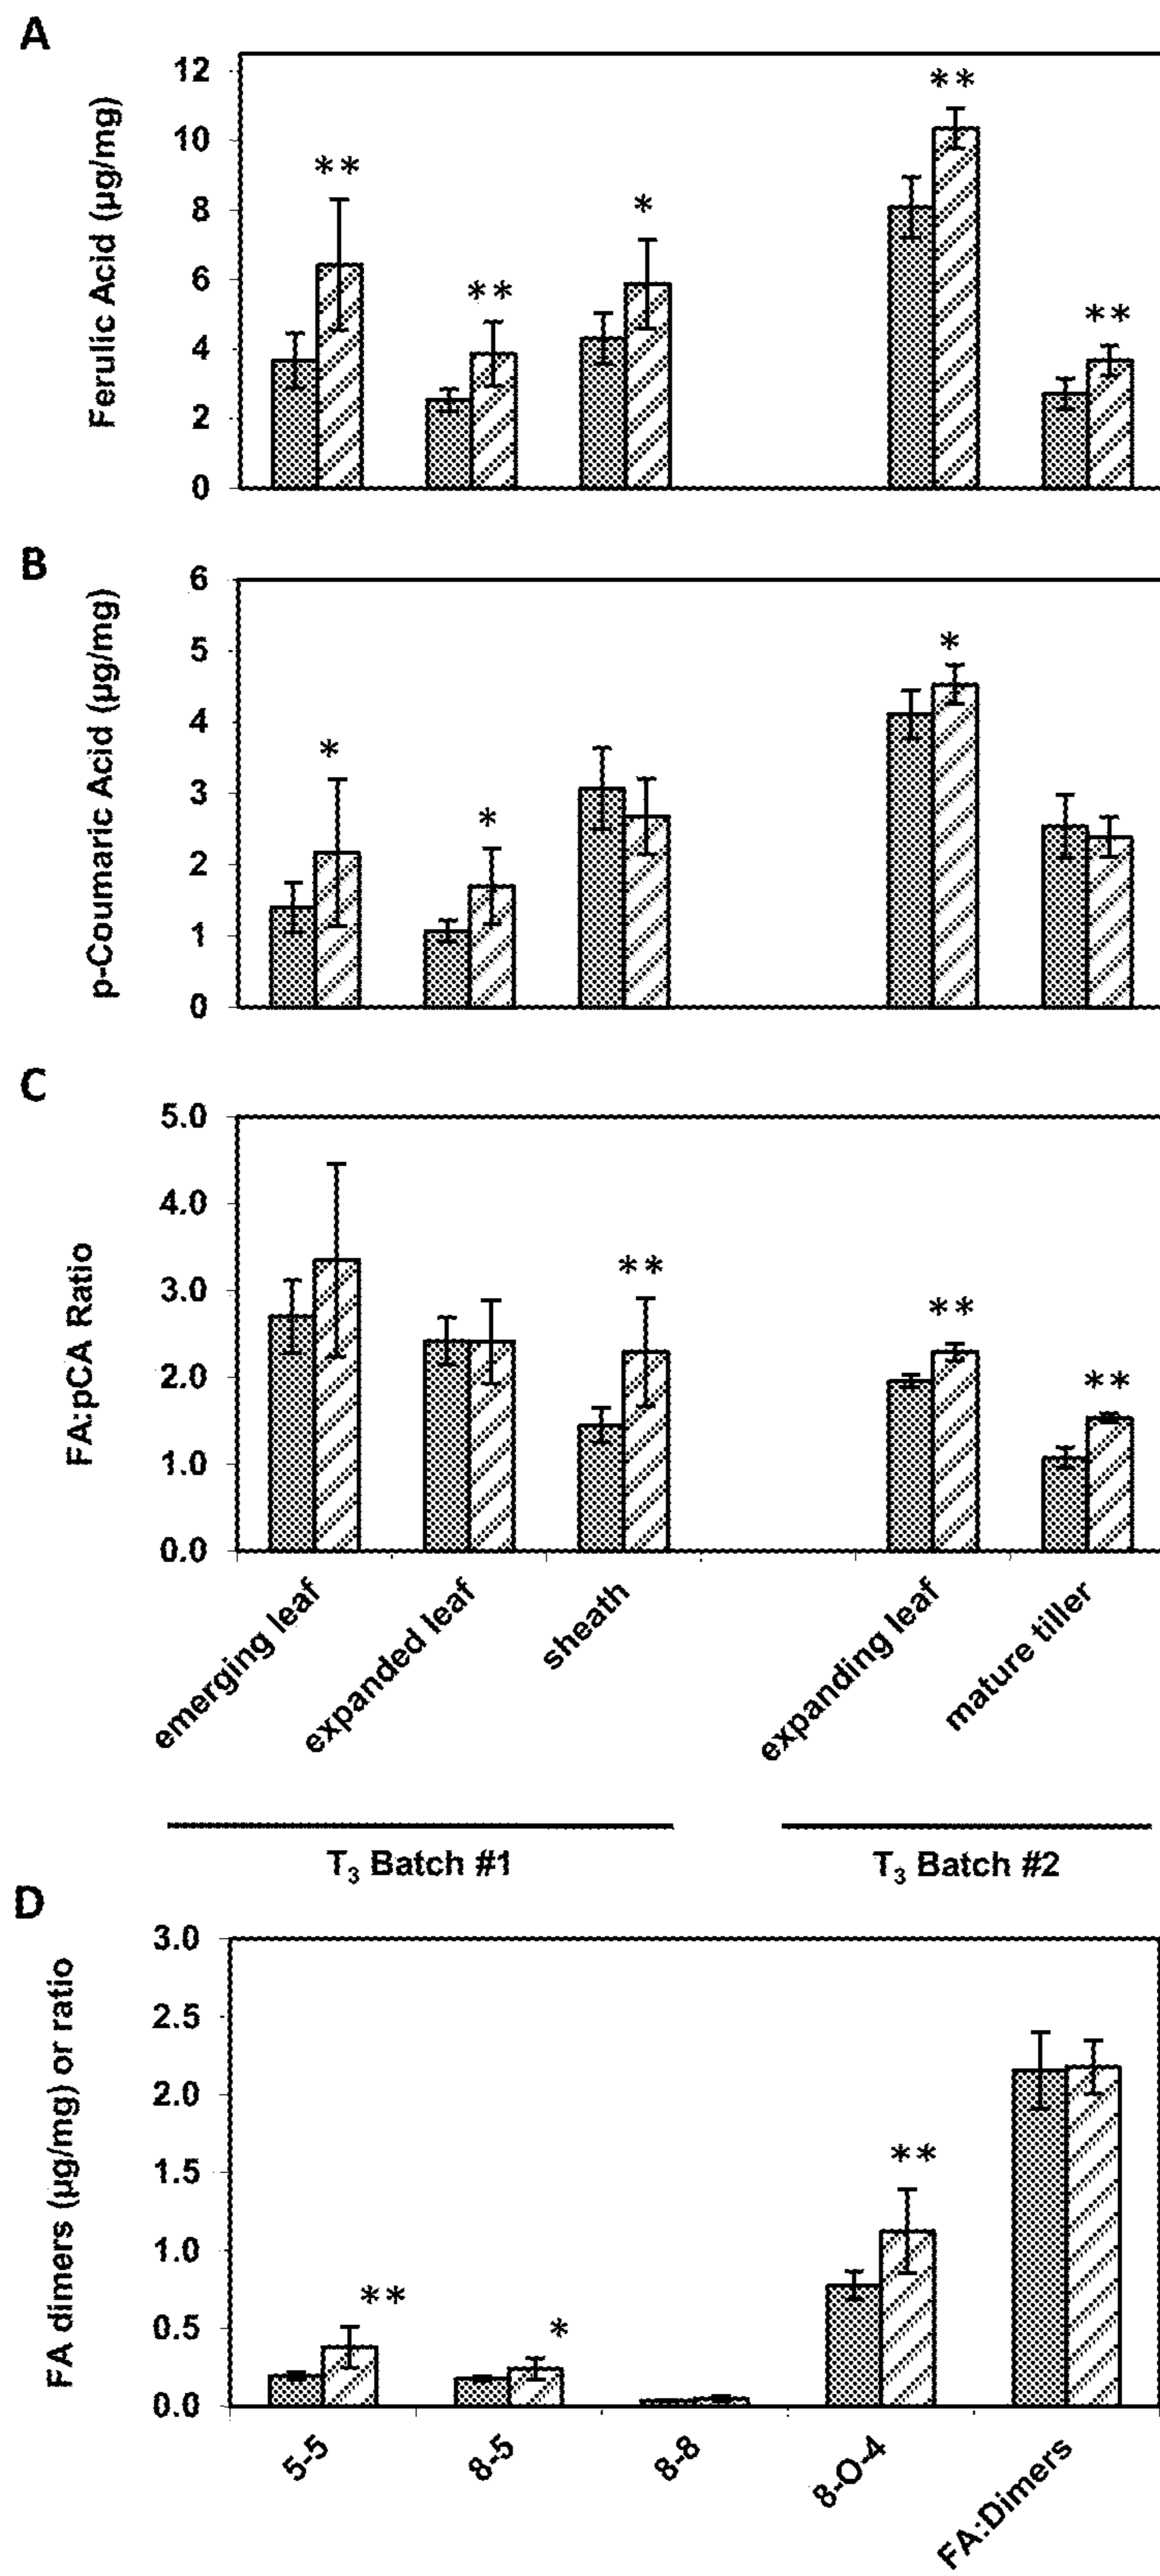 A
Ferulic Acid (µg/mg)
12
10
8
6
4
2
0
**
**
*
**
**
B
p-Coumaric Acid (µg/mg)
6
5
4
3
2
1
0
*
*
*
C
FA:pCA Ratio
5.0
4.0
3.0
2.0
1.0
0.0
**
**
**
emerging leaf
expanded leaf
sheath
expanding leaf
mature tiller
T3 Batch #1
T3 Batch #2
D
FA dimers (µg/mg) or ratio
3.0
2.5
2.0
1.5
1.0
0.5
0.0
**
*
**
5-5
8-5
8-8
8-O-4
FA:Dimers